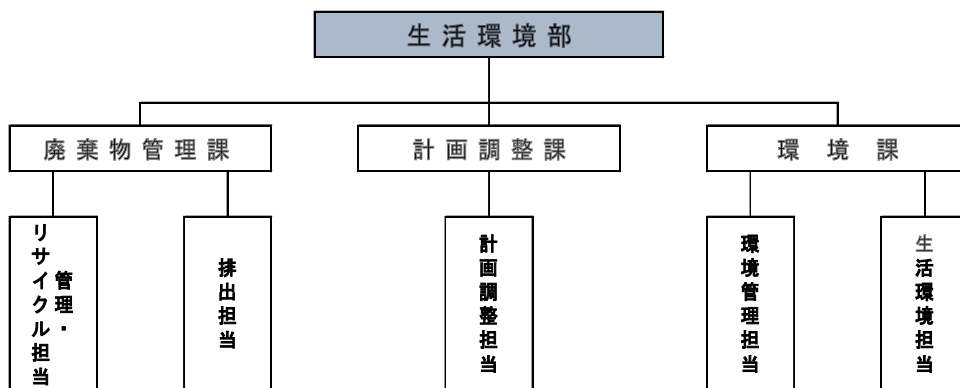 生活環境部
廃棄物管理課
計画調整課
環境課
管理・
リサイクル担当
排出担当
計画調整担当
環境管理担当
生活環境担当